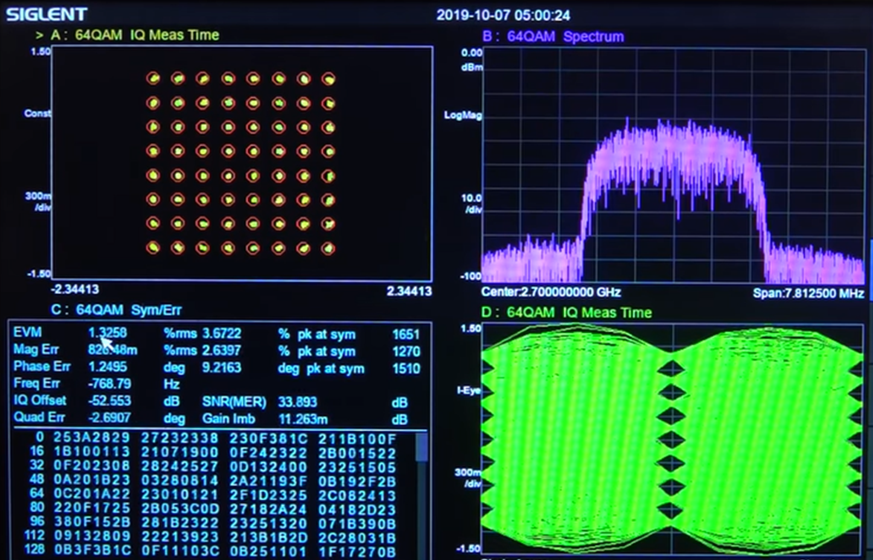 SIGLENT
2019-10-07 05:00:24
> A : 64QAM IQ Meas Time
1.50
Const
300m
/div
-1.50
-2.34413
2.34413
B : 64QAM Spectrum
0.00
dBm
LogMag
10.0
/div
-100
Center:2.700000000 GHz
Span:7.812500 MHz
C : 64QAM Sym/Err
EVM 1.3258 %rms 3.6722 % pk at sym 1651
Mag Err %rms 2.6397 % pk at sym 1270
Phase Err 1.2495 deg 9.2163 deg pk at sym 1510
Freq Err -768.79 Hz
IQ Offset -52.553 dB SNR(MER) 33.893 dB
Quad Err -2.6907 deg Gain Imb 11.263m dB
0 253A2829 27232338 230F381C 211B100F
16 1B100113 21071900 0F242322 2B001522
32 0F202308 28242527 0D132400 23251505
48 0A201B23 03280814 2A21193F 0B192F2B
64 0C201A22 23010121 2F1D2325 2C082413
80 220F1725 2B053C0D 27182A24 04182D23
96 380F152B 281B2322 23251320 071B390B
112 09132809 22213923 213B1B2D 2C28031B
128 0B3F3B1C 0F11103C 0B251101 1F17270B
D : 64QAM IQ Meas Time
1.50
I-Eye
300m
/div
-1.50